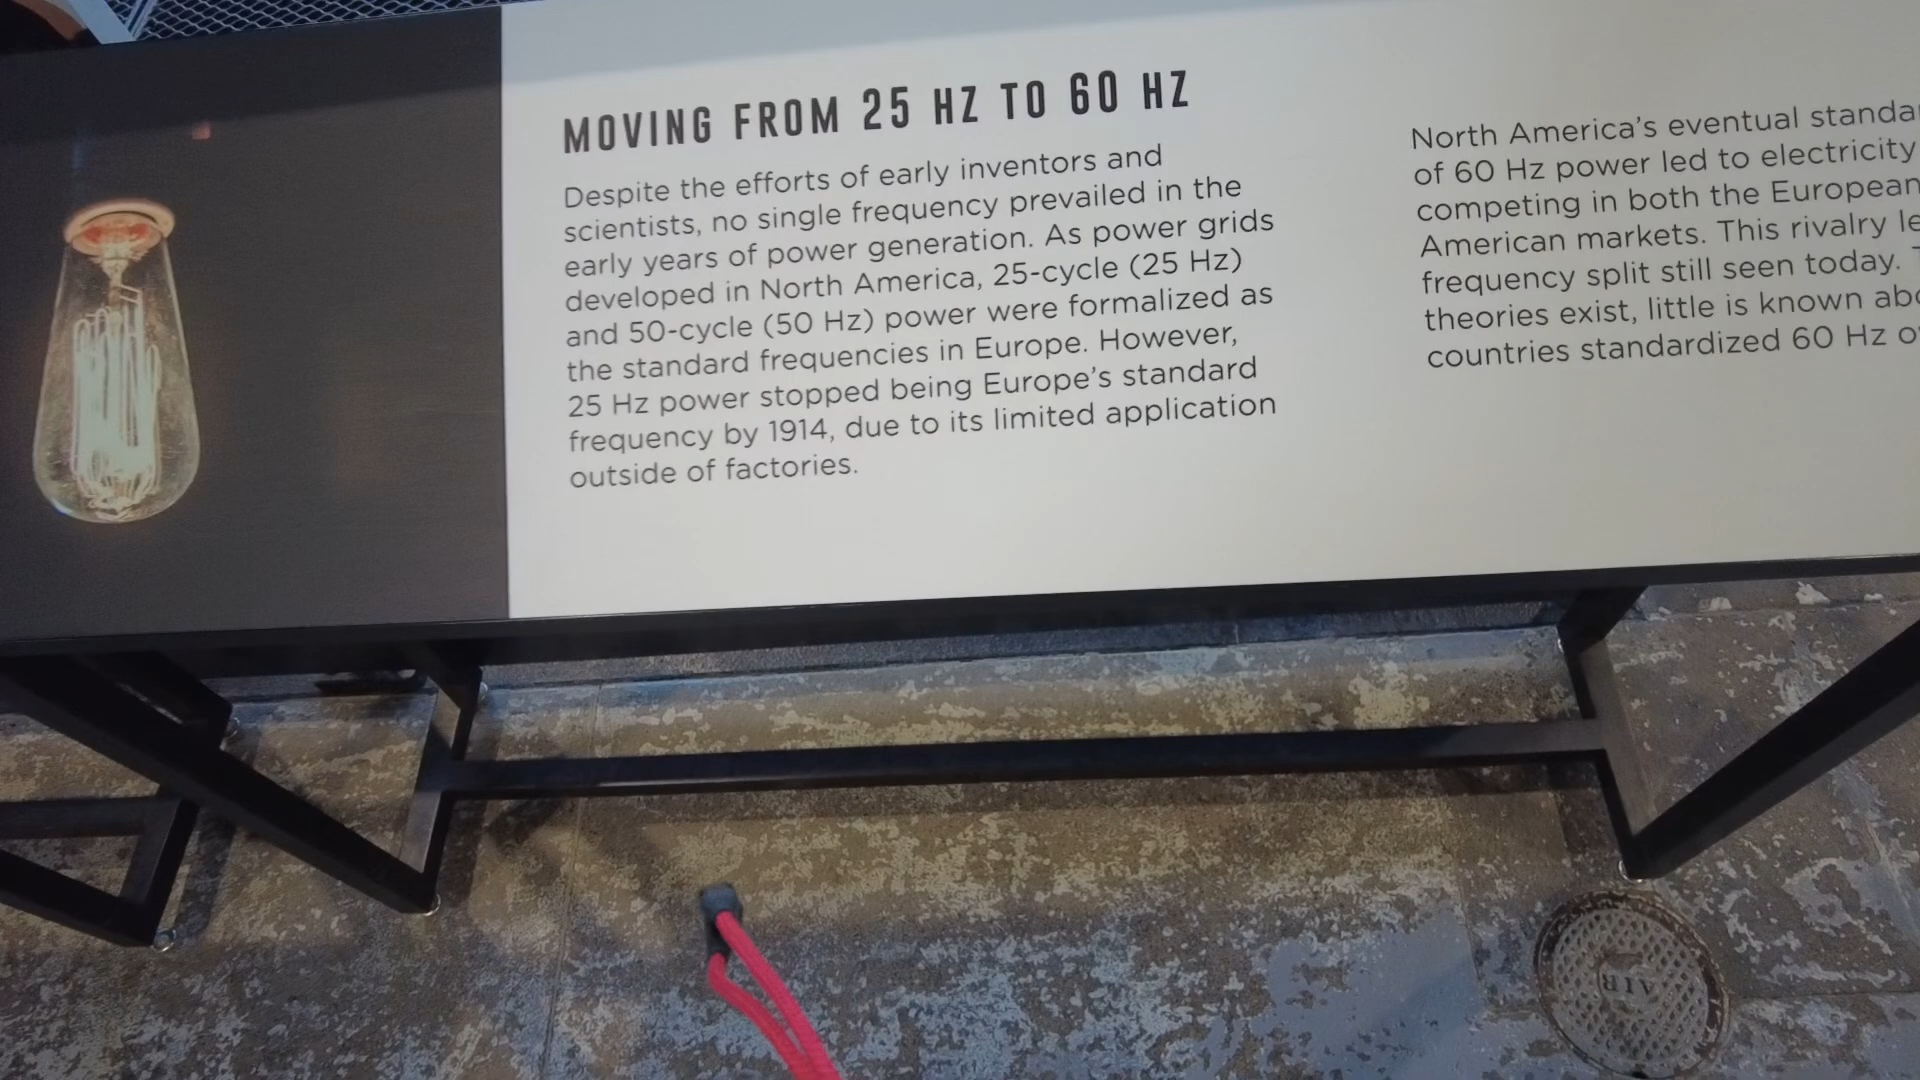 MOVING FROM 25 HZ TO 60 HZ
Despite the efforts of early inventors and
scientists, no single frequency prevailed in the
early years of power generation. As power grids
developed in North America, 25-cycle (25 Hz)
and 50-cycle (50 Hz) power were formalized as
the standard frequencies in Europe. However,
25 Hz power stopped being Europe's standard
frequency by 1914, due to its limited application
outside of factories.
North America's eventual
of 60 Hz power led to electricity
competing in both the European
American markets. This rivalry
frequency split still seen today.
theories exist, little is known
countries standardized 60 Hz
AIR